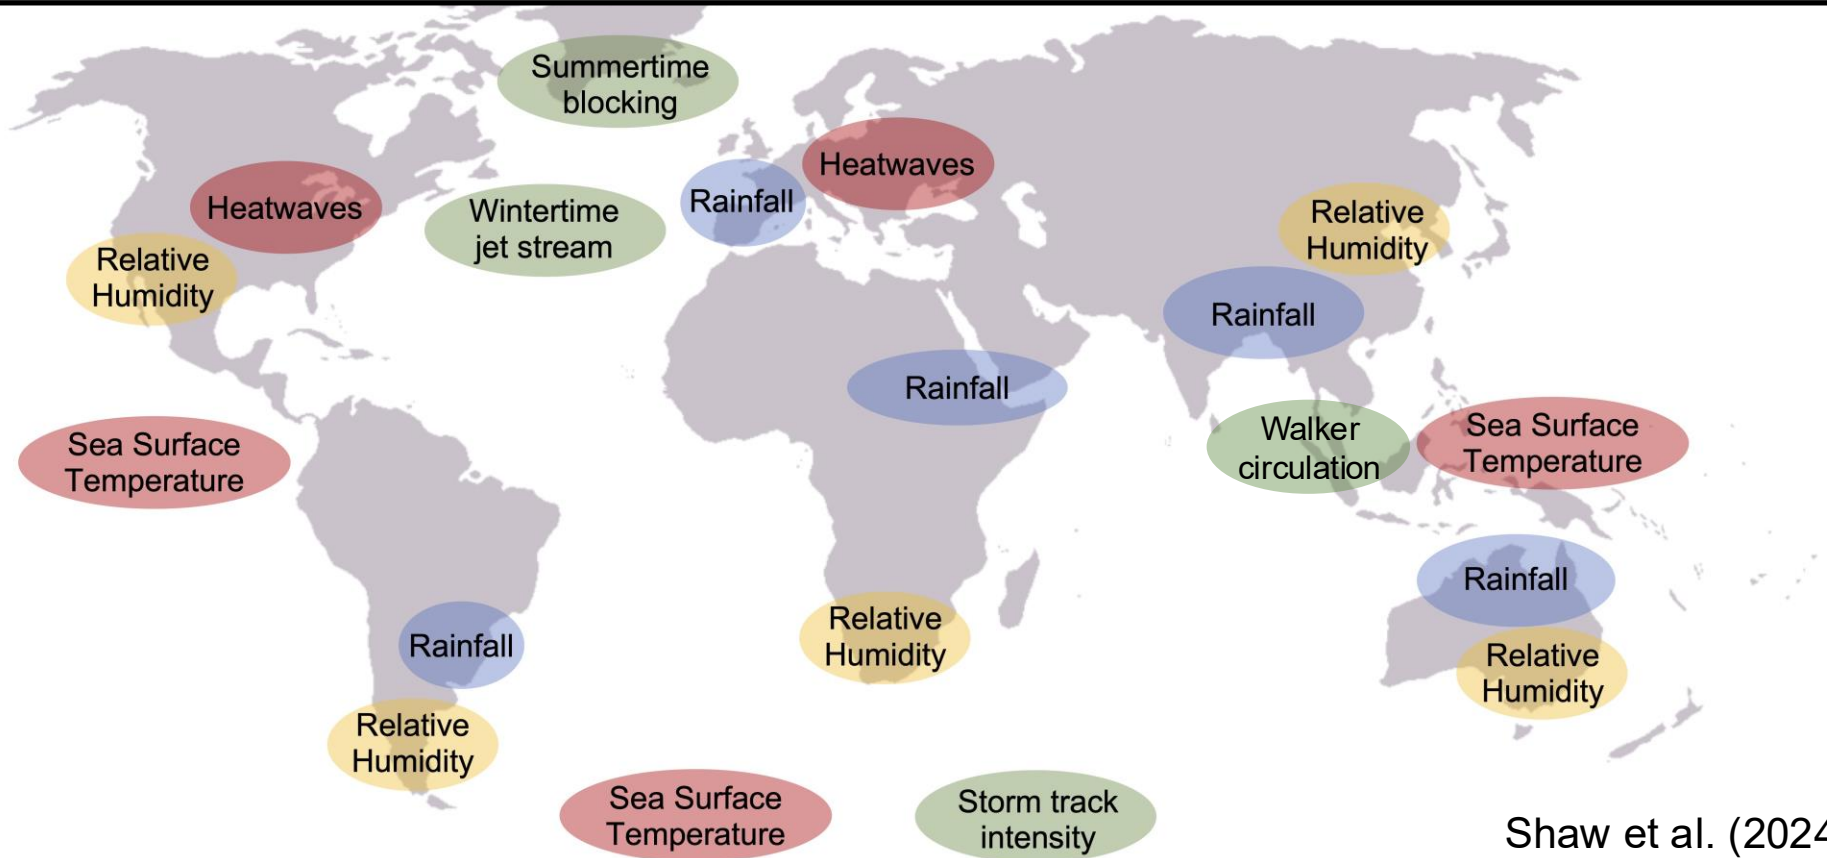 Summertime
blocking
Heatwaves
Rainfall
Heatwaves
Wintertime
jet stream
Relative
Humidity
Relative
Humidity
Rainfall
Rainfall
Sea Surface
Temperature
Walker
circulation
Sea Surface
Temperature
Rainfall
Rainfall
Relative
Humidity
Relative
Humidity
Relative
Humidity
Sea Surface
Temperature
Storm track
intensity
Shaw et al. (2024